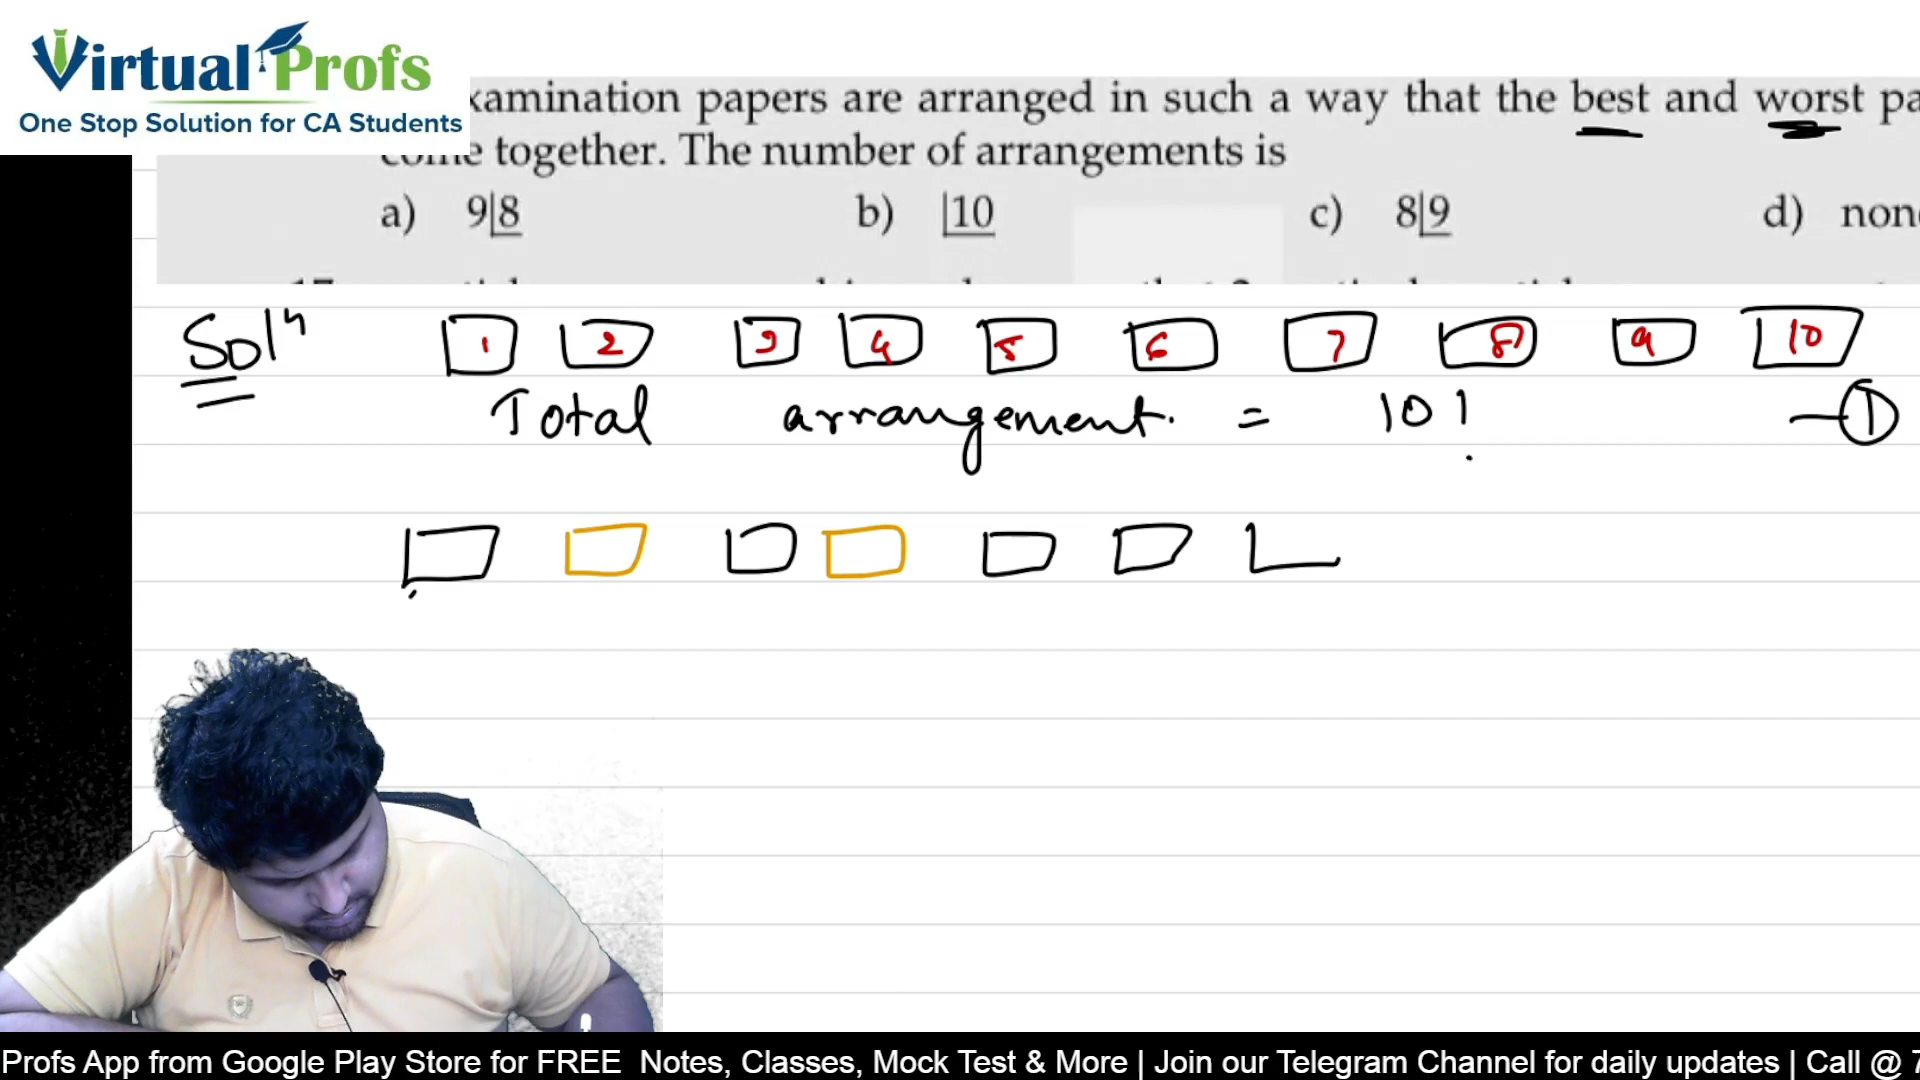 Virtual Profs
One Stop Solution for CA Students
xamination papers are arranged in such a way that the best and worst pa
come together. The number of arrangements is
a) 9|8 b) |10 c) 8|9 d) non
Solⁿ 1 2 3 4 5 6 7 8 9 10
Total arrangement. = 10! —①
Profs App from Google Play Store for FREE Notes, Classes, Mock Test & More | Join our Telegram Channel for daily updates | Call @ 7